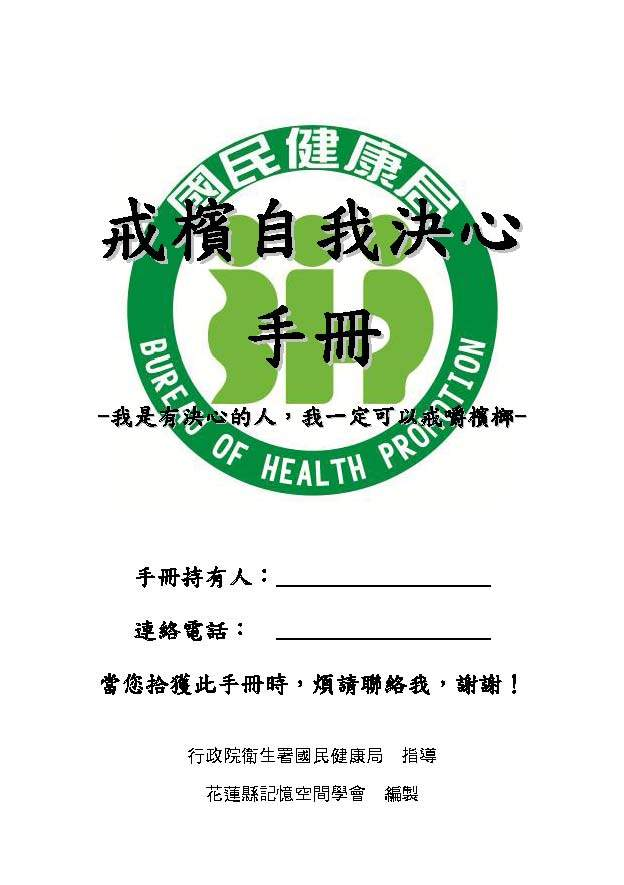 國民健康局
戒檳自我決心
手冊
-我是有決心的人，我一定可以戒嚼檳榔-
BUREAU OF HEALTH PROMOTION
BHP
手冊持有人：
連絡電話：
當您拾獲此手冊時，煩請聯絡我，謝謝！
行政院衛生署國民健康局　指導
花蓮縣記憶空間學會　編製